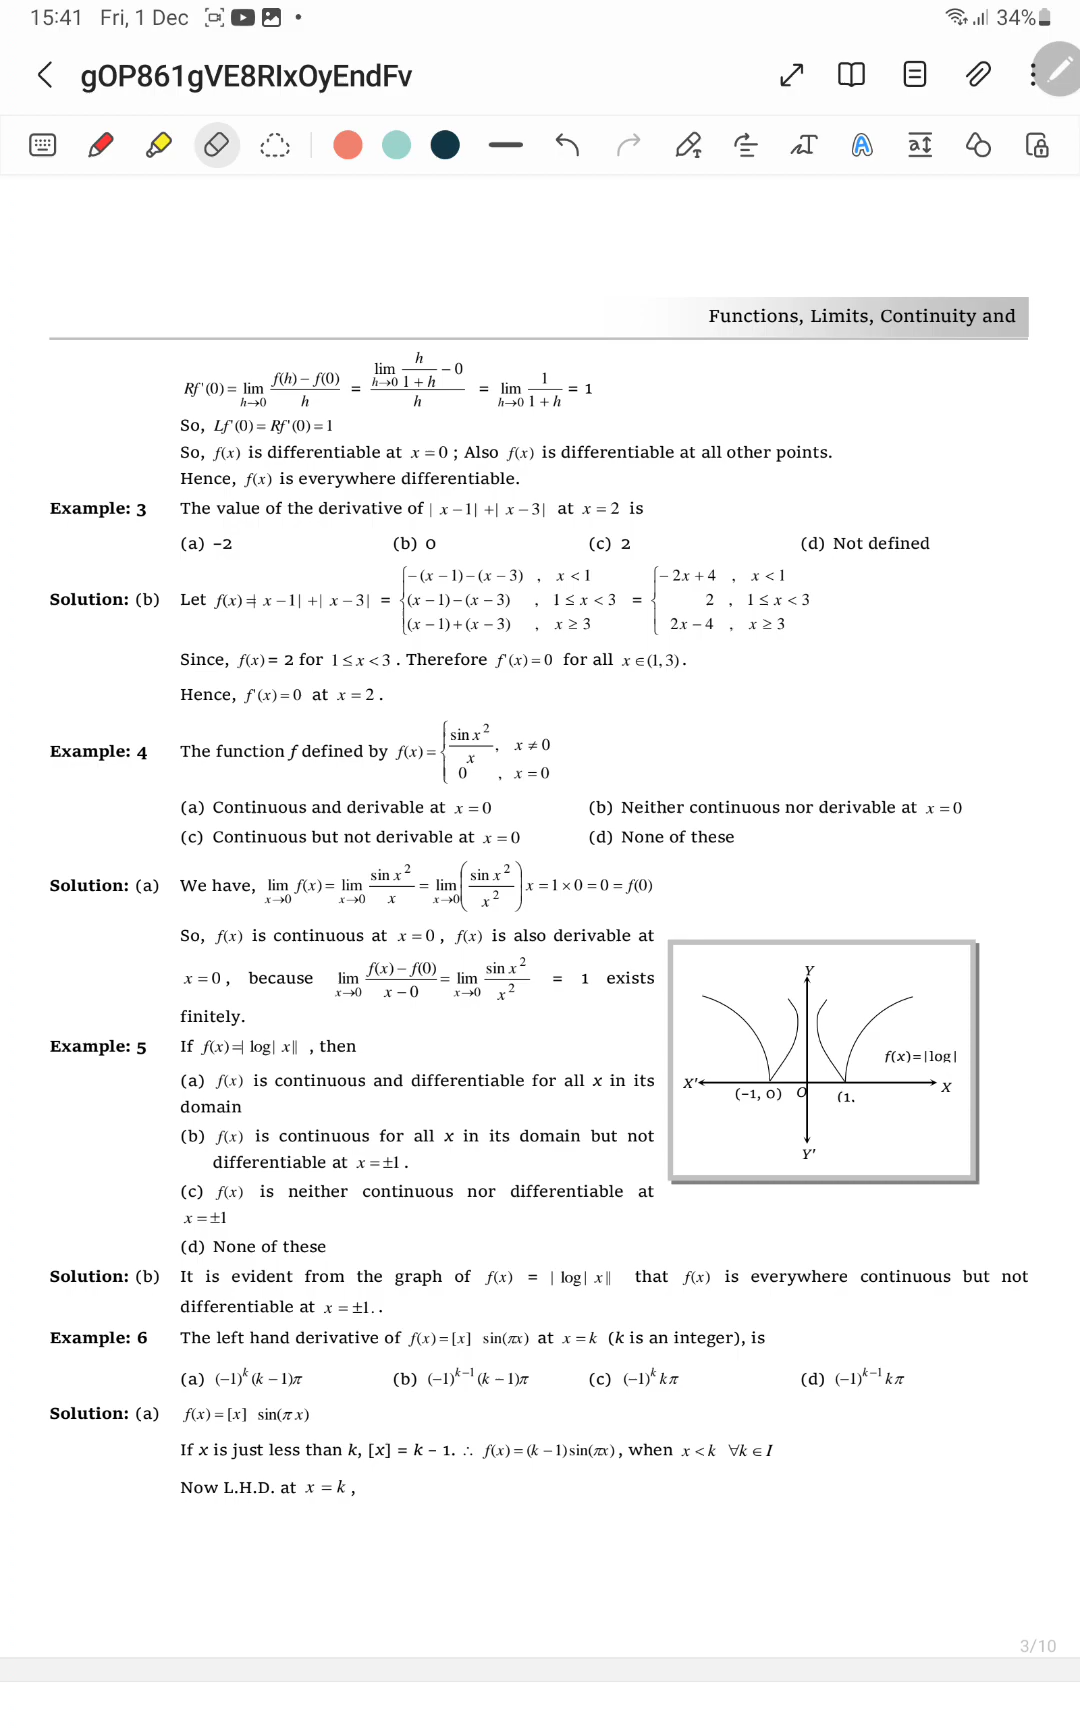 15:41 Fri, 1 Dec • 34%
gOP861gVE8RIxOyEndFv
Functions, Limits, Continuity and
Rf'(0) = lim_{h→0} (f(h) − f(0))/h = (lim_{h→0} h/(1+h) − 0)/h = lim_{h→0} 1/(1+h) = 1
So, Lf'(0) = Rf'(0) = 1
So, f(x) is differentiable at x = 0 ; Also f(x) is differentiable at all other points.
Hence, f(x) is everywhere differentiable.
Example: 3 The value of the derivative of | x − 1| + | x − 3| at x = 2 is
(a) −2 (b) 0 (c) 2 (d) Not defined
Solution: (b) Let f(x) =| x − 1| + | x − 3| = { −(x − 1) − (x − 3) , x < 1 ; (x − 1) − (x − 3) , 1 ≤ x < 3 ; (x − 1) + (x − 3) , x ≥ 3 = { − 2x + 4 , x < 1 ; 2 , 1 ≤ x < 3 ; 2x − 4 , x ≥ 3
Since, f(x) = 2 for 1 ≤ x < 3 . Therefore f'(x) = 0 for all x ∈ (1, 3) .
Hence, f'(x) = 0 at x = 2 .
Example: 4 The function f defined by f(x) = { sin x²/x , x ≠ 0 ; 0 , x = 0
(a) Continuous and derivable at x = 0 (b) Neither continuous nor derivable at x = 0
(c) Continuous but not derivable at x = 0 (d) None of these
Solution: (a) We have, lim_{x→0} f(x) = lim_{x→0} sin x²/x = lim_{x→0} (sin x²/x²) x = 1 × 0 = 0 = f(0)
So, f(x) is continuous at x = 0 , f(x) is also derivable at
x = 0 , because lim_{x→0} (f(x) − f(0))/(x − 0) = lim_{x→0} sin x²/x² = 1 exists
finitely.
Example: 5 If f(x) =| log| x|| , then
(a) f(x) is continuous and differentiable for all x in its
domain
(b) f(x) is continuous for all x in its domain but not
differentiable at x = ±1 .
(c) f(x) is neither continuous nor differentiable at
x = ±1
(d) None of these
Y
f(x)=|log|
X' (−1, 0) O (1, X
Y'
Solution: (b) It is evident from the graph of f(x) = | log| x|| that f(x) is everywhere continuous but not
differentiable at x = ±1. .
Example: 6 The left hand derivative of f(x) = [x] sin(πx) at x = k (k is an integer), is
(a) (−1)^k (k − 1)π (b) (−1)^{k−1} (k − 1)π (c) (−1)^k kπ (d) (−1)^{k−1} kπ
Solution: (a) f(x) = [x] sin(π x)
If x is just less than k, [x] = k − 1. ∴ f(x) = (k − 1) sin(πx) , when x < k ∀k ∈ I
Now L.H.D. at x = k ,
3/10